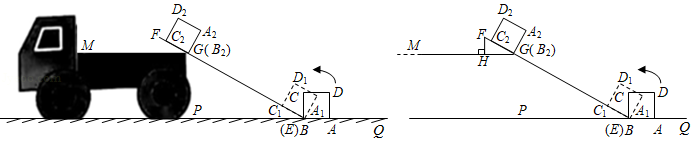 D₂
F C₂ A₂
M G(B₂)
D₁
C D
P C₁ A₁
(E)B A Q
D₂
F C₂ A₂
M G(B₂)
H
D₁
C D
P C₁ A₁
(E)B A Q